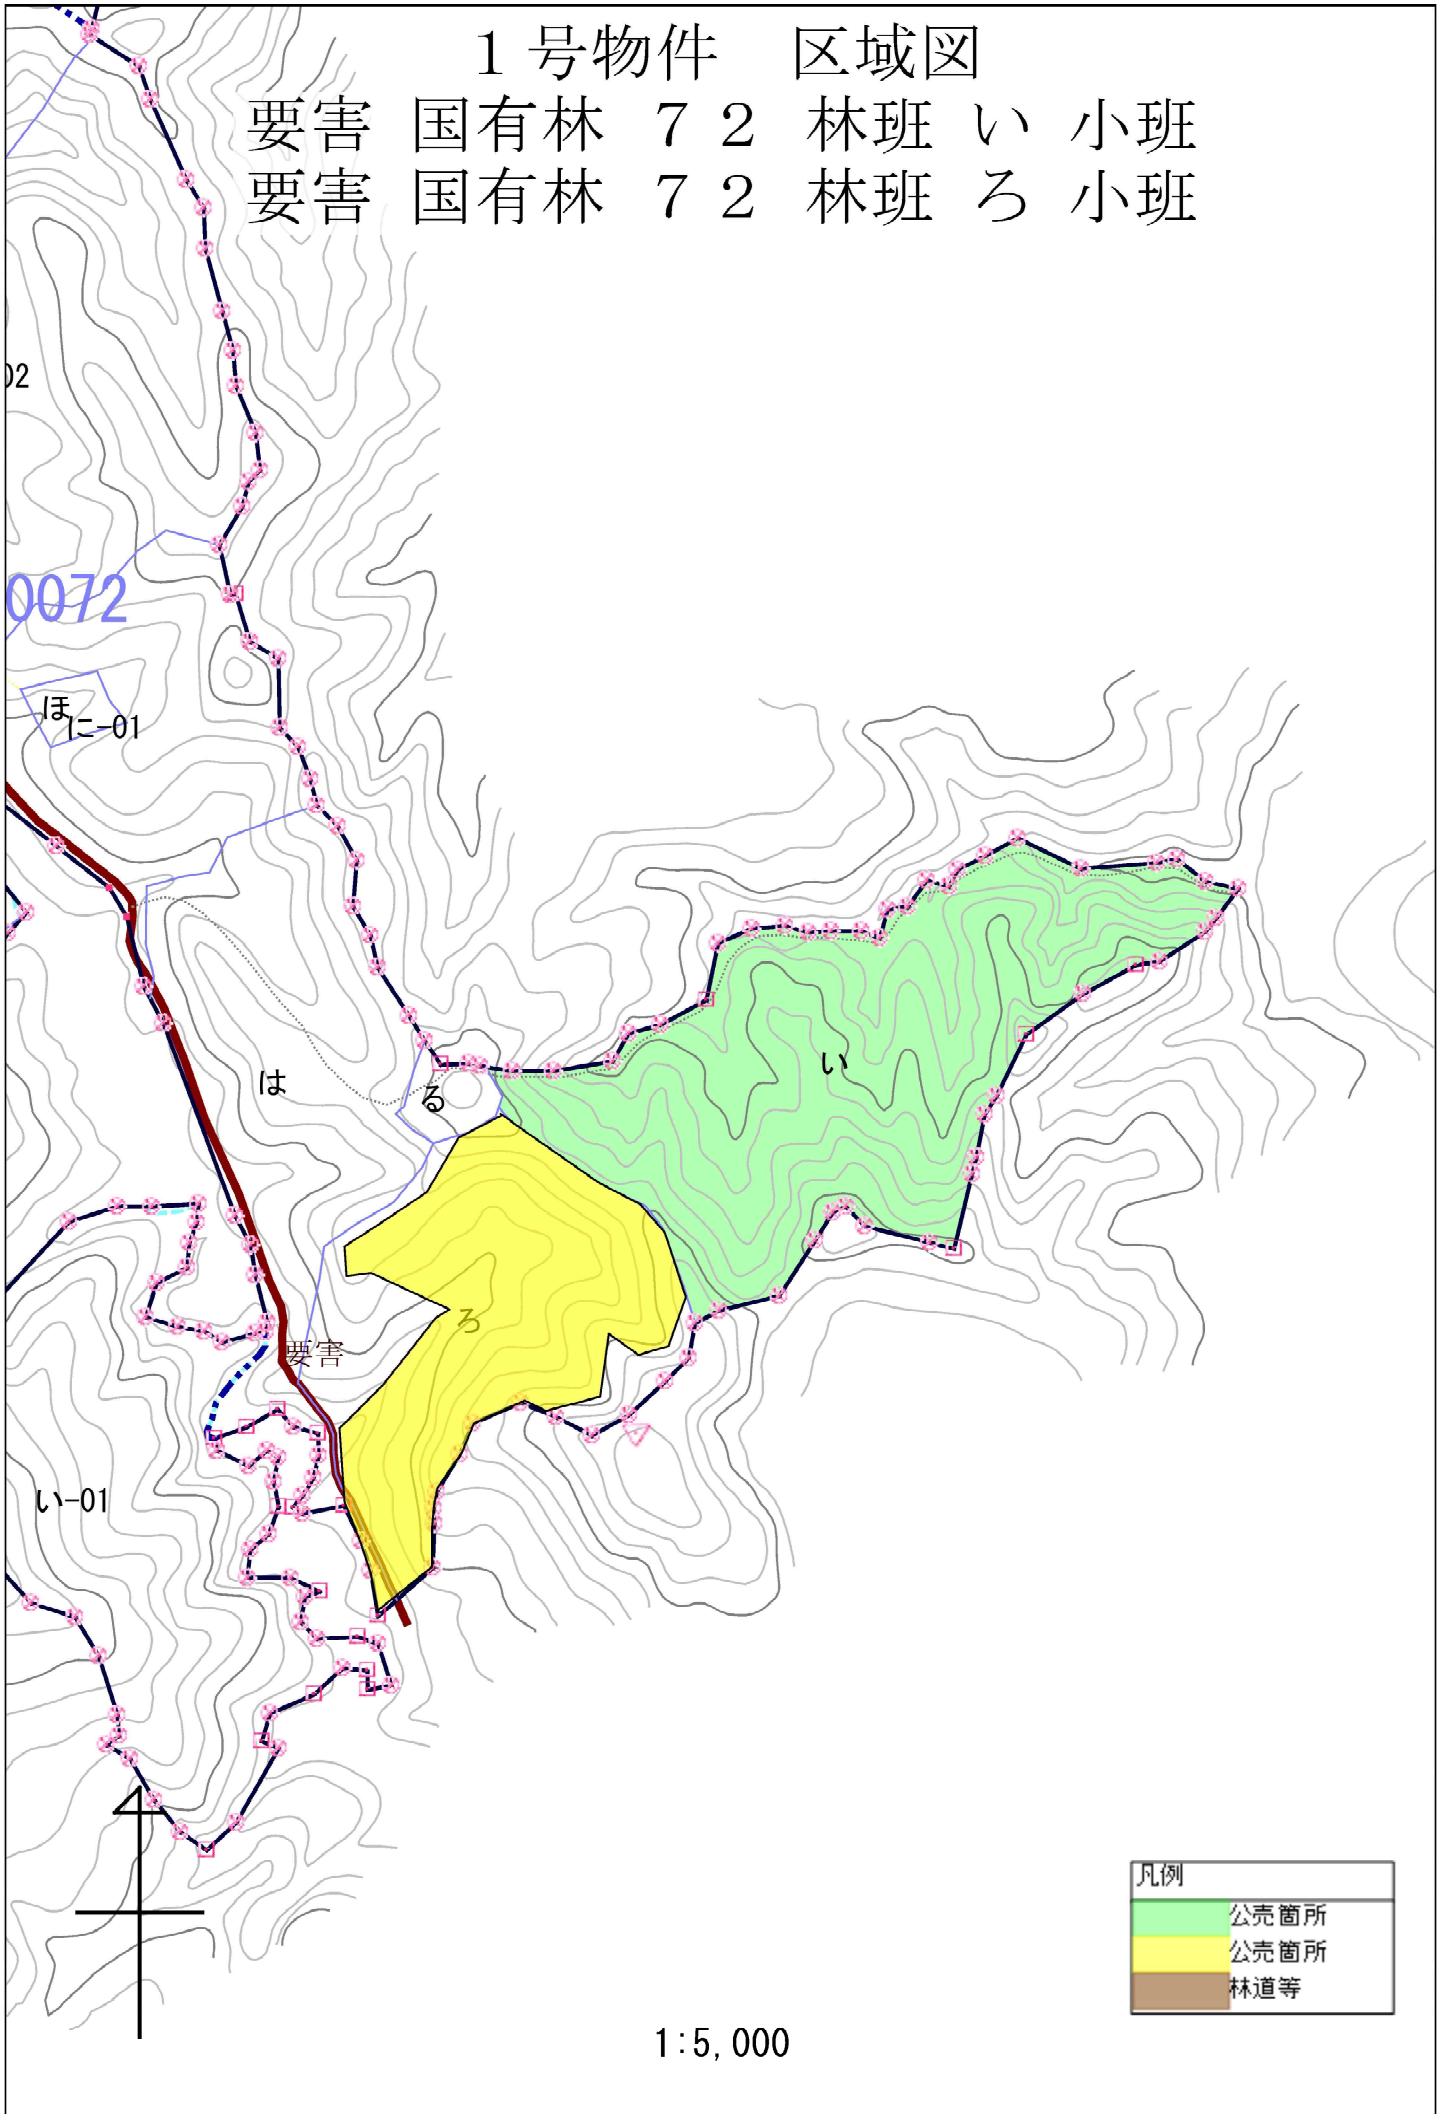 １号物件　区域図
要害 国有林 ７２ 林班 い 小班
要害 国有林 ７２ 林班 ろ 小班
02
0072
ほ
に-01
い
は
る
ろ
要害
い-01
凡例
公売箇所
公売箇所
林道等
1:5,000